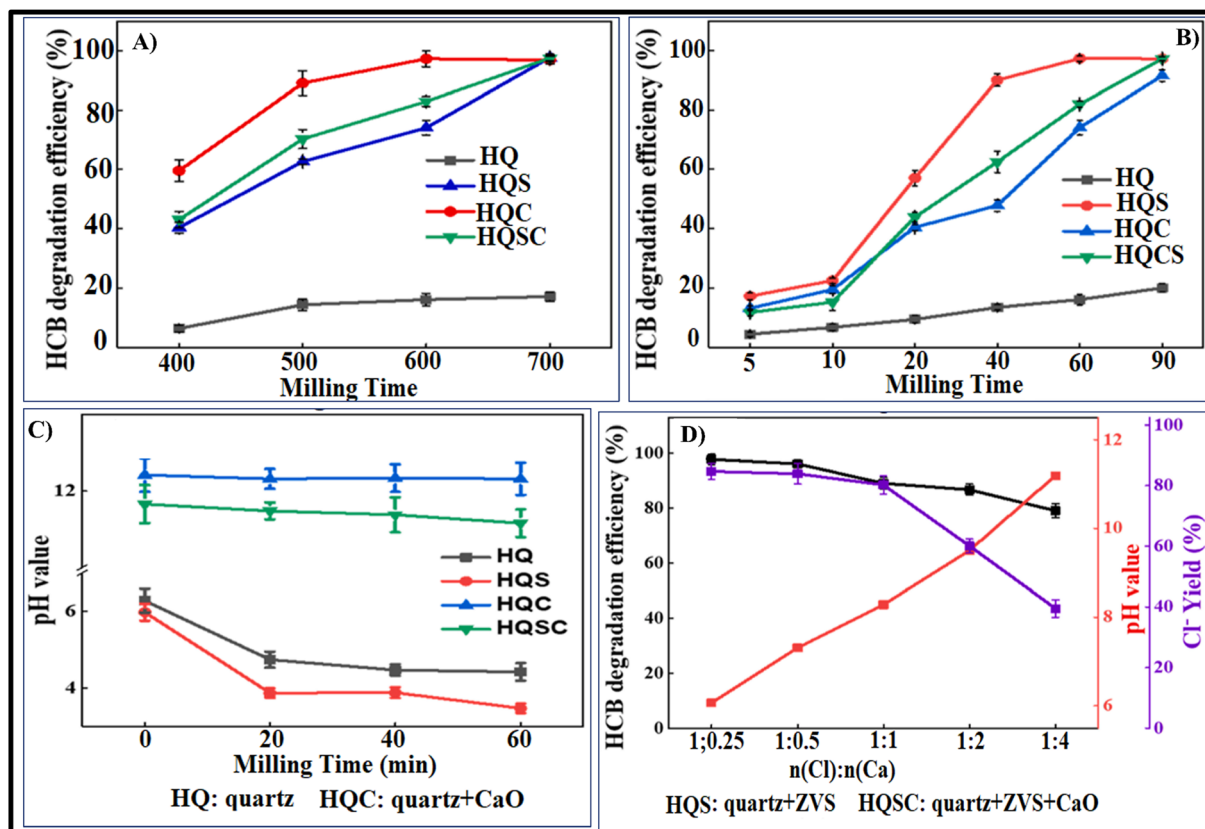 A)
HCB degradation efficiency (%)
100
80
60
40
20
0
HQ
HQS
HQC
HQSC
400 500 600 700
Milling Time
B)
HCB degradation efficiency (%)
100
80
60
40
20
0
HQ
HQS
HQC
HQCS
5 10 20 40 60 90
Milling Time
C)
pH value
12
6
4
HQ
HQS
HQC
HQSC
0 20 40 60
Milling Time (min)
HQ: quartz HQC: quartz+CaO
D)
HCB degradation efficiency (%)
100
80
60
40
20
0
12
10
8
6
pH value
100
80
60
40
20
0
Cl- Yield (%)
1;0.25 1:0.5 1:1 1:2 1:4
n(Cl):n(Ca)
HQS: quartz+ZVS HQSC: quartz+ZVS+CaO